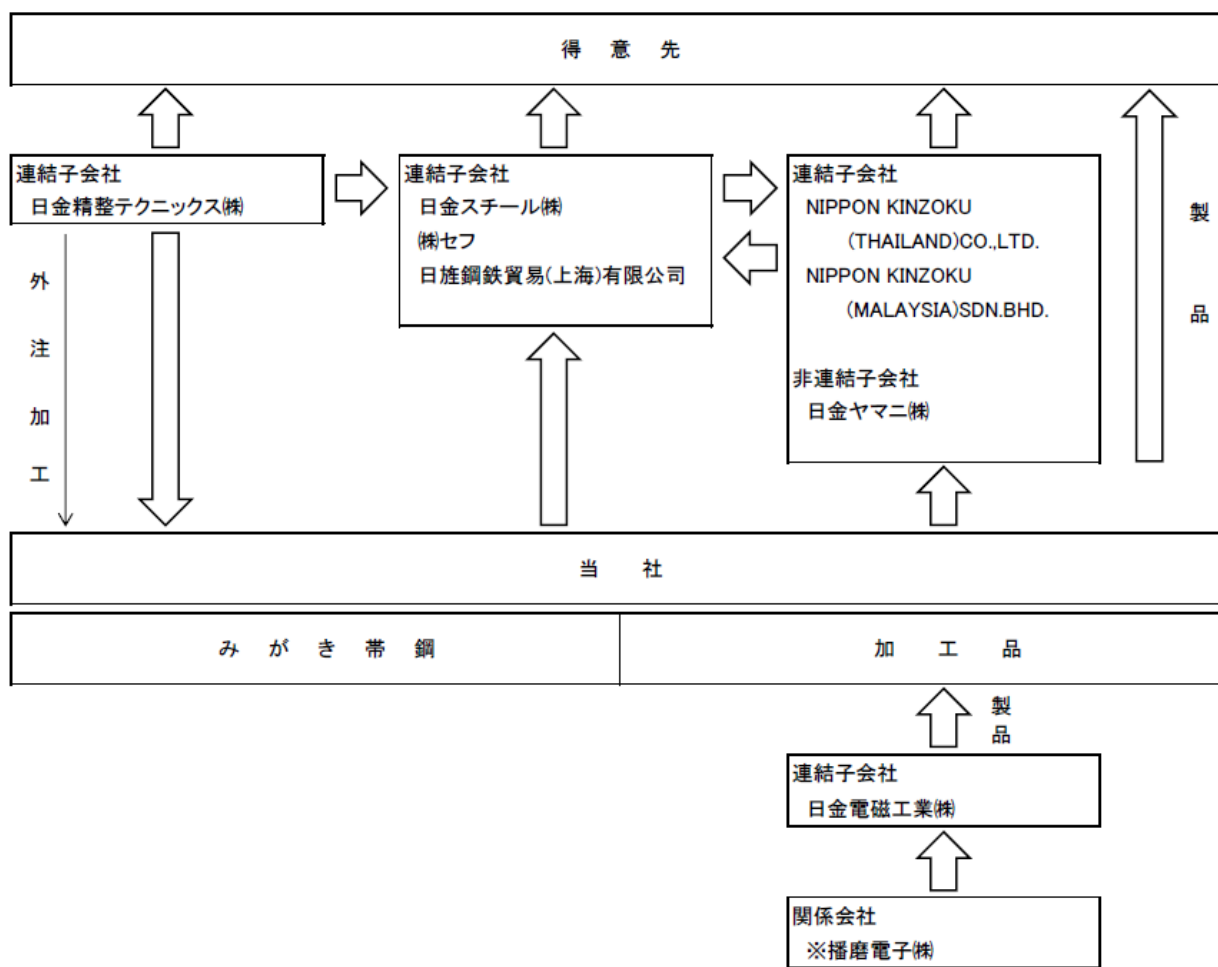 得 意 先
連結子会社
日金精整テクニックス㈱
連結子会社
日金スチール㈱
㈱セフ
日旌鋼鉄貿易(上海)有限公司
連結子会社
NIPPON KINZOKU
(THAILAND)CO.,LTD.
NIPPON KINZOKU
(MALAYSIA)SDN.BHD.
非連結子会社
日金ヤマニ㈱
製品
外注加工
当 社
み が き 帯 鋼
加 工 品
製品
連結子会社
日金電磁工業㈱
関係会社
※播磨電子㈱